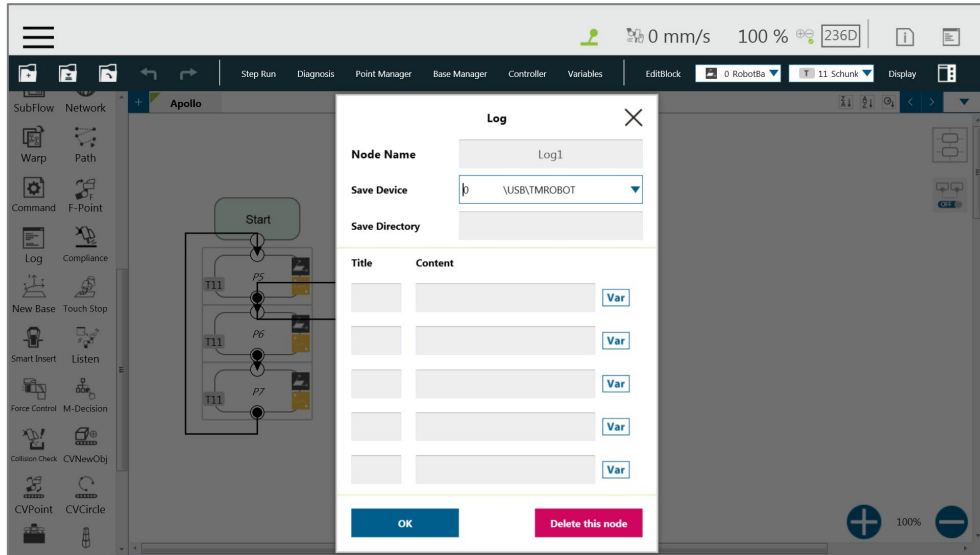 0 mm/s 100 % 236D
Step Run Diagnosis Point Manager Base Manager Controller Variables EditBlock 0 RobotBa T 11 Schunk Display
SubFlow Network
+ Apollo
Warp Path
Command F-Point
Log Compliance
New Base Touch Stop
Smart Insert Listen
Force Control M-Decision
Collision Check CVNewObj
CVPoint CVCircle
Start
P5
T11
P6
T11
P7
T11
Log
Node Name Log1
Save Device 0 \USB\TMROBOT
Save Directory
Title Content
Var
Var
Var
Var
Var
OK Delete this node
OFF
100%